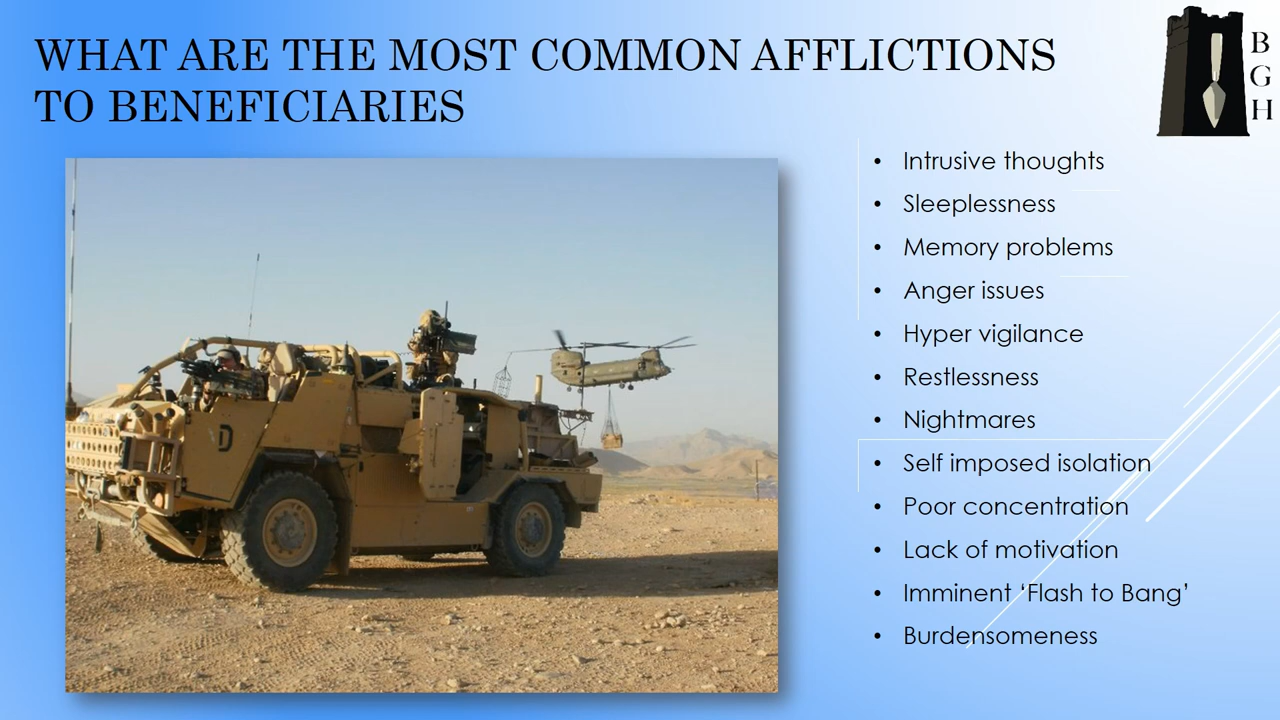 WHAT ARE THE MOST COMMON AFFLICTIONS
TO BENEFICIARIES
B
G
H
• Intrusive thoughts
• Sleeplessness
• Memory problems
• Anger issues
• Hyper vigilance
• Restlessness
• Nightmares
• Self imposed isolation
• Poor concentration
• Lack of motivation
• Imminent ‘Flash to Bang’
• Burdensomeness
D